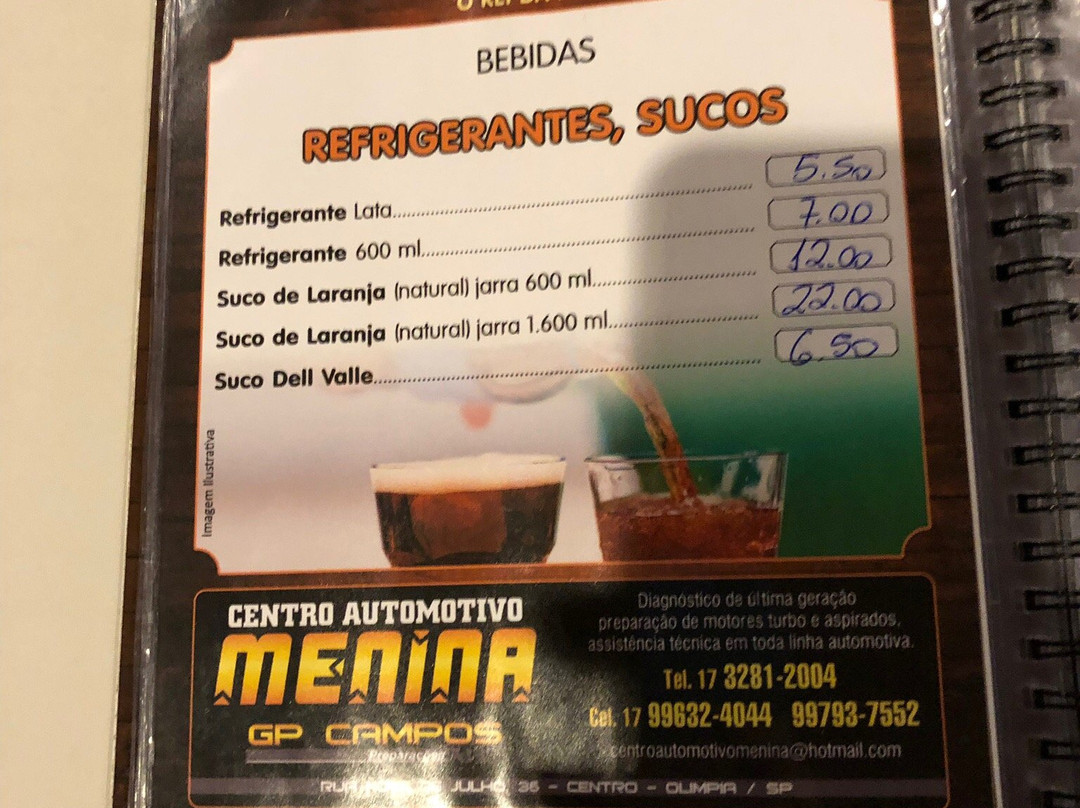 BEBIDAS
REFRIGERANTES, SUCOS
Refrigerante Lata 5.50
Refrigerante 600 ml 7.00
Suco de Laranja (natural) jarra 600 ml 12.00
Suco de Laranja (natural) jarra 1.600 ml 22.00
Suco Dell Valle 6.50
Imagem Ilustrativa
CENTRO AUTOMOTIVO
MENINA
GP CAMPOS
Preparações
Diagnóstico de última geração
preparação de motores turbo e aspirados,
assistência técnica em toda linha automotiva.
Tel. 17 3281-2004
Cel. 17 99632-4044 99793-7552
centroautomotivomenina@hotmail.com
RUA JULHO 36 - CENTRO - OLIMPIA / SP